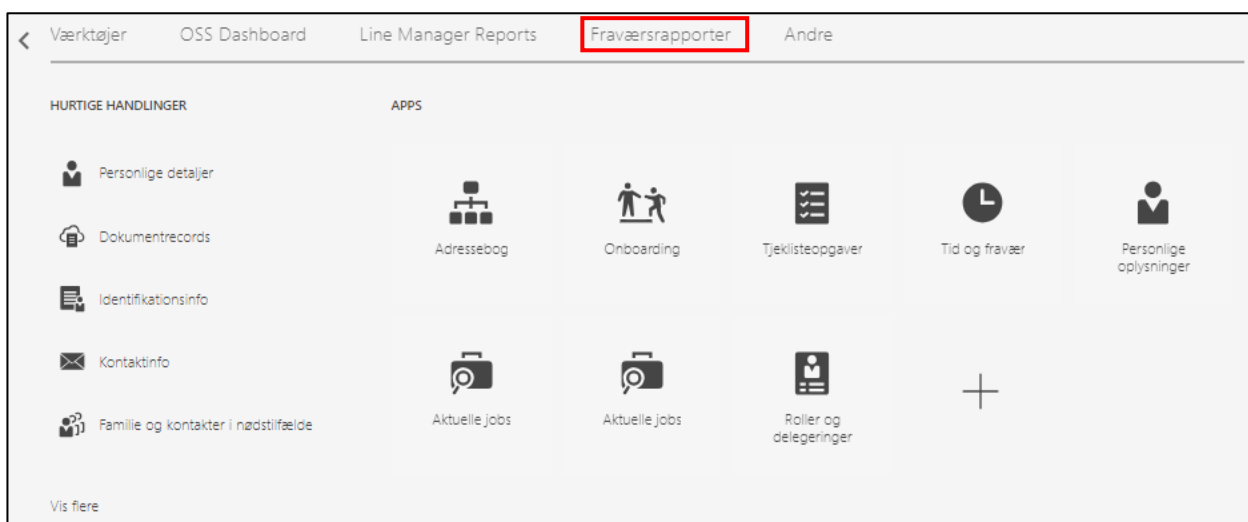 Værktøjer OSS Dashboard Line Manager Reports Fraværsrapporter Andre
HURTIGE HANDLINGER
Personlige detaljer
Dokumentrecords
Identifikationsinfo
Kontaktinfo
Familie og kontakter i nødstilfælde
Vis flere
APPS
Adressebog
Onboarding
Tjeklisteopgaver
Tid og fravær
Personlige
oplysninger
Aktuelle jobs
Aktuelle jobs
Roller og
delegeringer